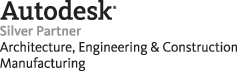 Autodesk®
Silver Partner
Architecture, Engineering & Construction
Manufacturing